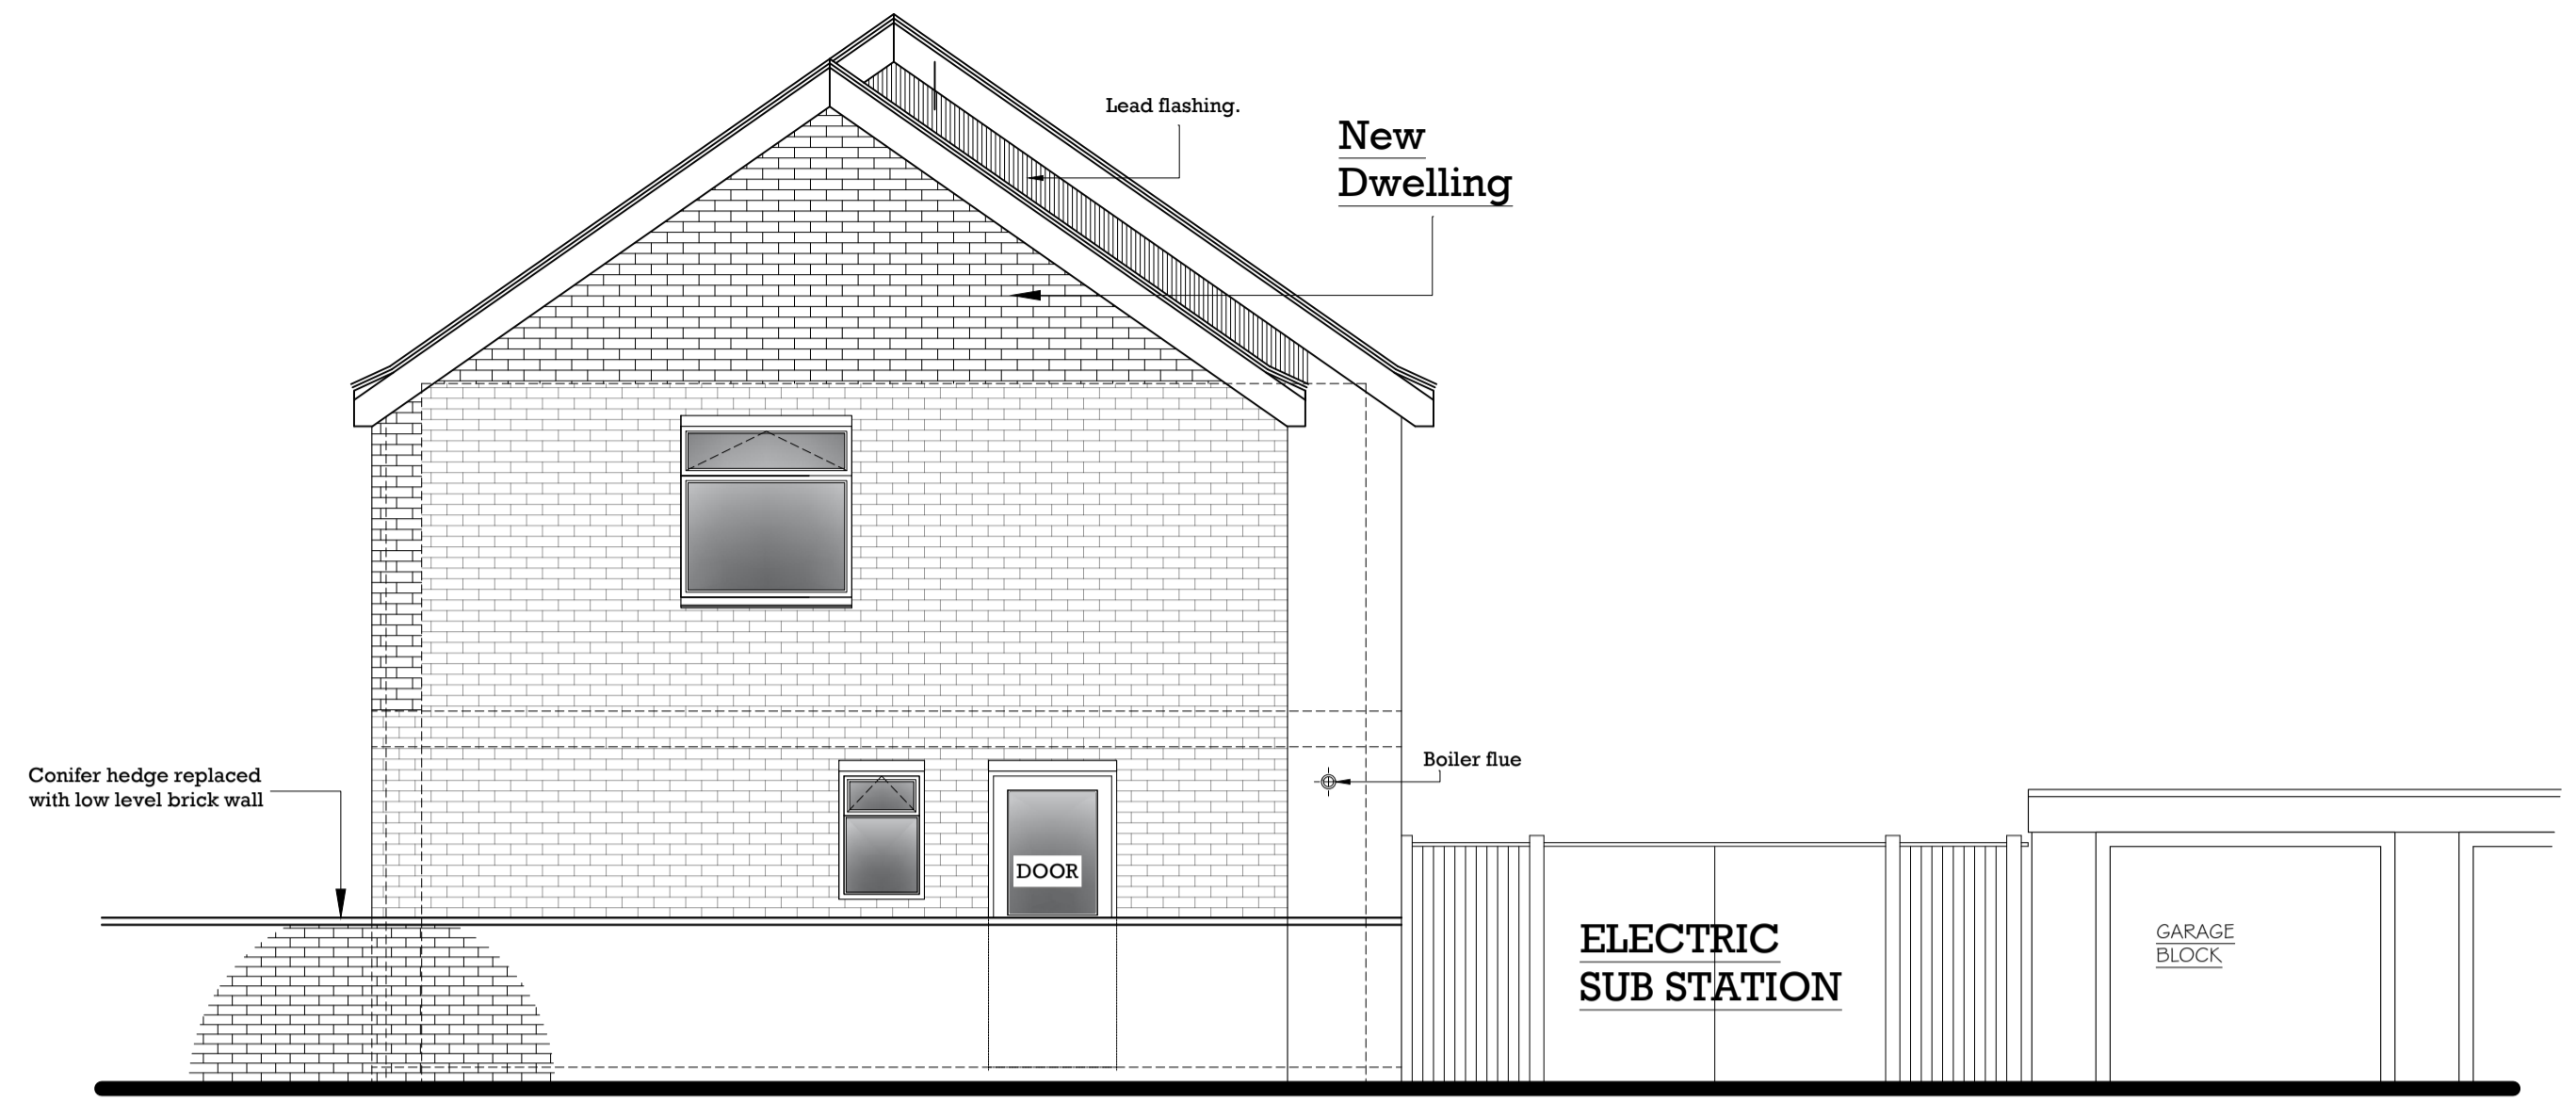 Lead flashing.
New
Dwelling
Boiler flue
Conifer hedge replaced
with low level brick wall
DOOR
ELECTRIC
SUB STATION
GARAGE
BLOCK